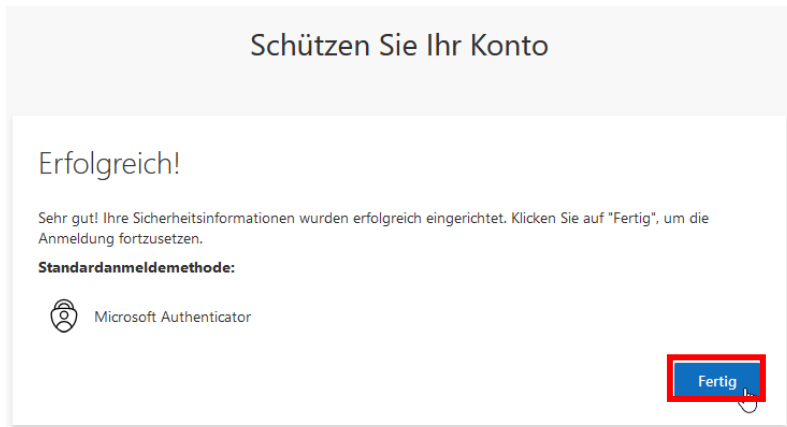 Schützen Sie Ihr Konto
Erfolgreich!
Sehr gut! Ihre Sicherheitsinformationen wurden erfolgreich eingerichtet. Klicken Sie auf "Fertig", um die
Anmeldung fortzusetzen.
Standardanmeldemethode:
Microsoft Authenticator
Fertig